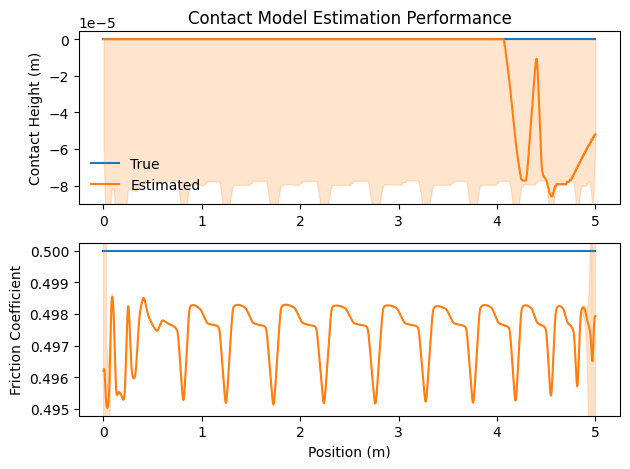 Contact Model Estimation Performance
1e−5
Contact Height (m)
0
−2
−4
−6
−8
True
Estimated
0 1 2 3 4 5
Friction Coefficient
0.500
0.499
0.498
0.497
0.496
0.495
0 1 2 3 4 5
Position (m)